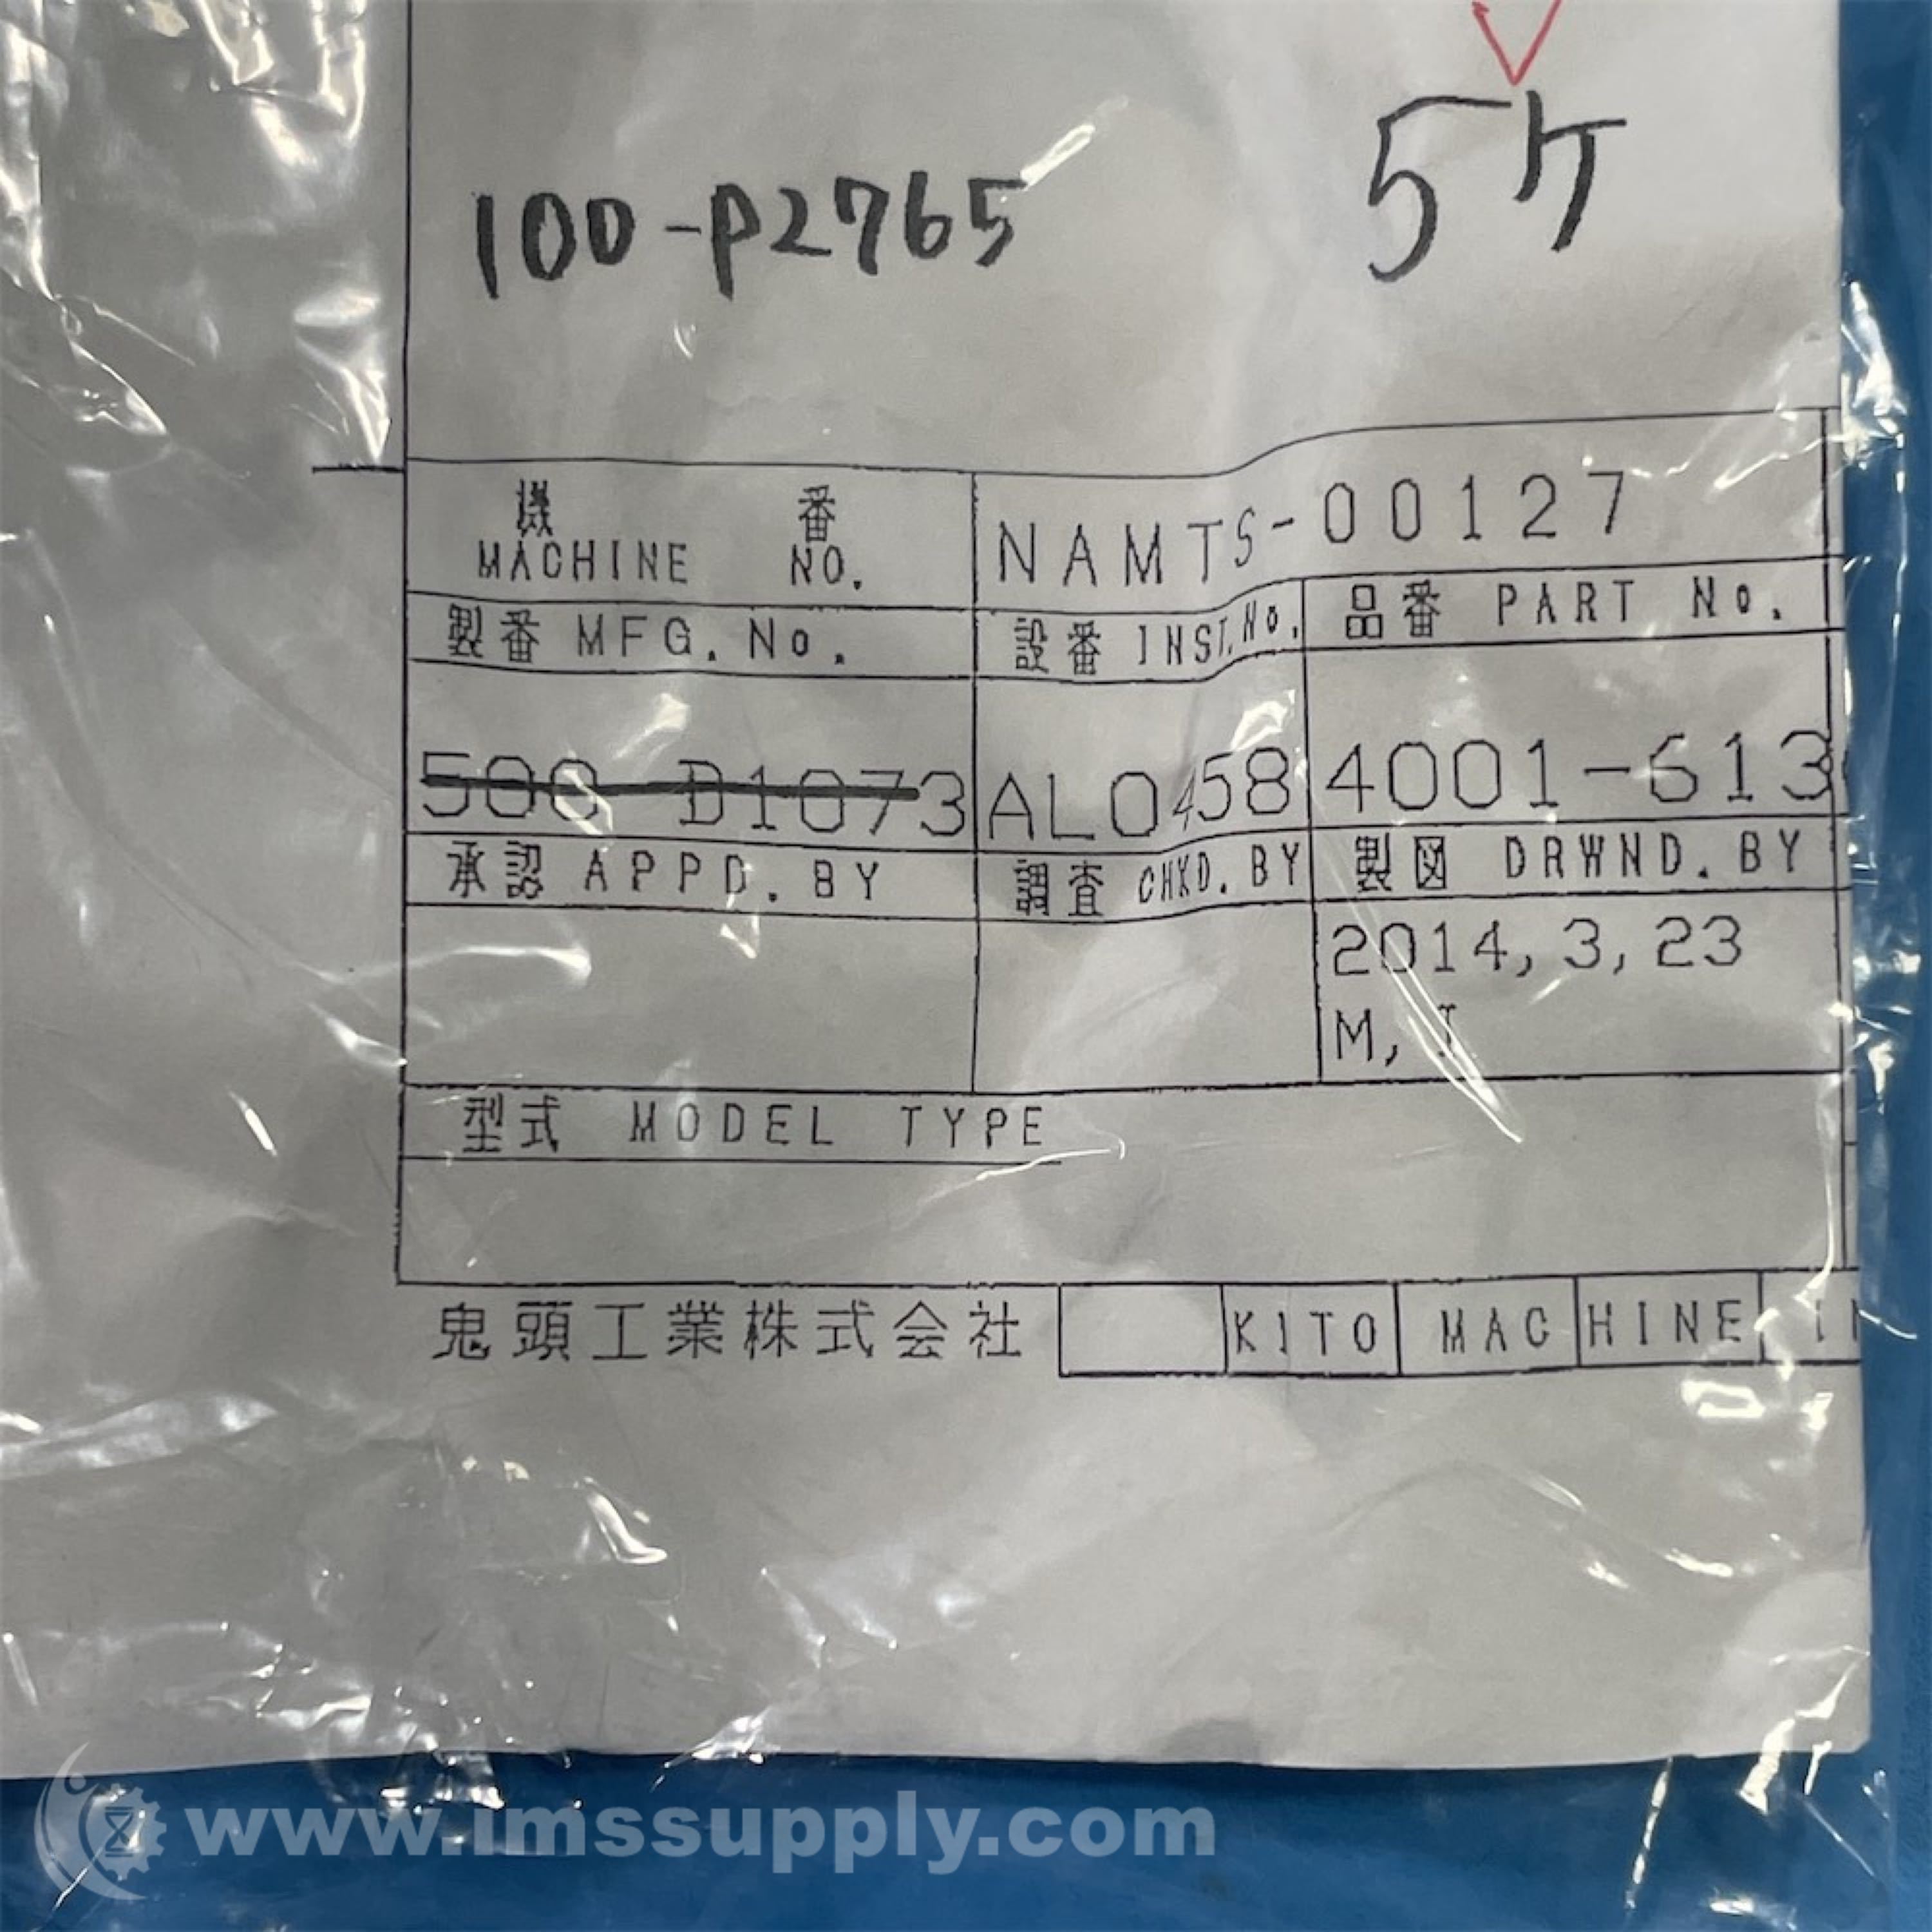 5ケ
100-P2765
機 番 NAMTS-00127
MACHINE NO.
製番 MFG. No. 設番 INST. No. 品番 PART No.
500-D1073 AL0458 4001-613
承認 APPD. BY 調査 CHKD. BY 製図 DRWND. BY
2014, 3, 23
M, I
型式 MODEL TYPE
鬼頭工業株式会社 KITO MACHINE
www.imssupply.com